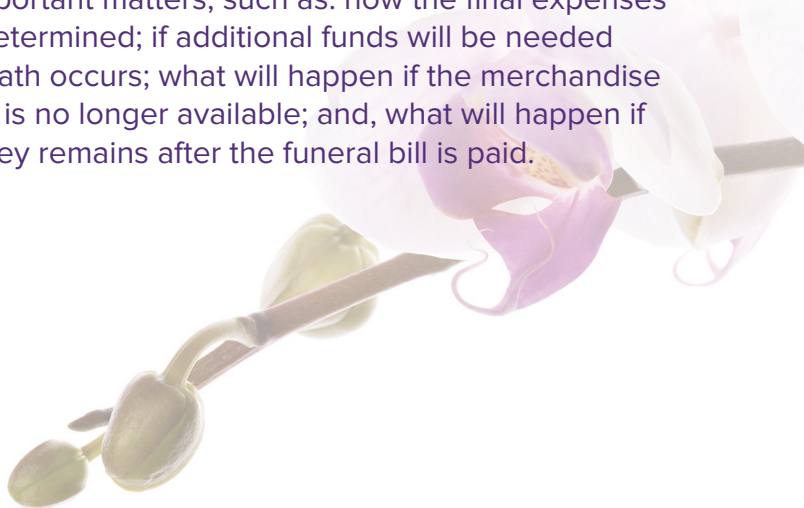 portant matters, such as: how the final expenses
etermined; if additional funds will be needed
ath occurs; what will happen if the merchandise
is no longer available; and, what will happen if
ey remains after the funeral bill is paid.